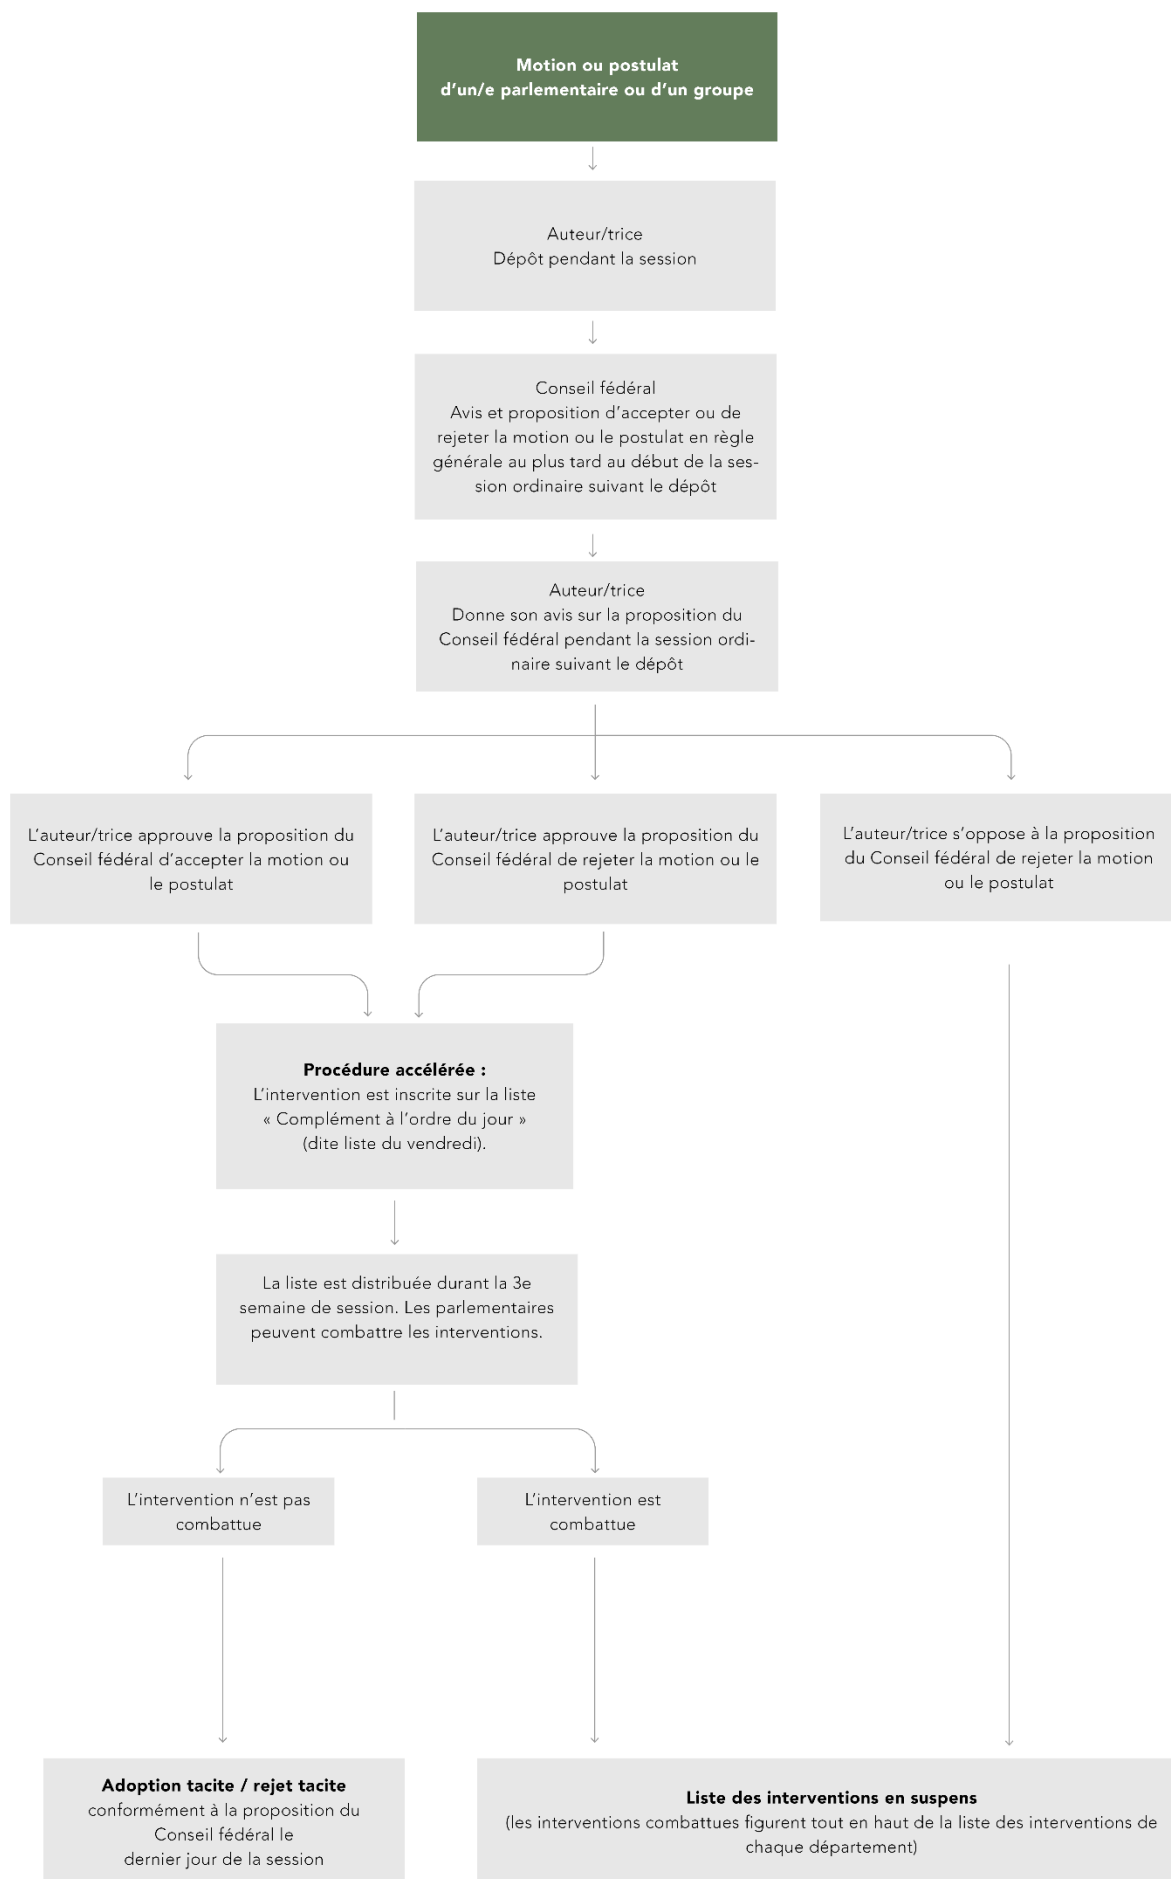 Motion ou postulat
d’un/e parlementaire ou d’un groupe
Auteur/trice
Dépôt pendant la session
Conseil fédéral
Avis et proposition d’accepter ou de
rejeter la motion ou le postulat en règle
générale au plus tard au début de la ses-
sion ordinaire suivant le dépôt
Auteur/trice
Donne son avis sur la proposition du
Conseil fédéral pendant la session ordi-
naire suivant le dépôt
L’auteur/trice approuve la proposition du
Conseil fédéral d’accepter la motion ou
le postulat
L’auteur/trice approuve la proposition du
Conseil fédéral de rejeter la motion ou le
postulat
L’auteur/trice s’oppose à la proposition
du Conseil fédéral de rejeter la motion
ou le postulat
Procédure accélérée :
L’intervention est inscrite sur la liste
« Complément à l’ordre du jour »
(dite liste du vendredi).
La liste est distribuée durant la 3e
semaine de session. Les parlementaires
peuvent combattre les interventions.
L’intervention n’est pas
combattue
L’intervention est
combattue
Adoption tacite / rejet tacite
conformément à la proposition du
Conseil fédéral le
dernier jour de la session
Liste des interventions en suspens
(les interventions combattues figurent tout en haut de la liste des interventions de
chaque département)